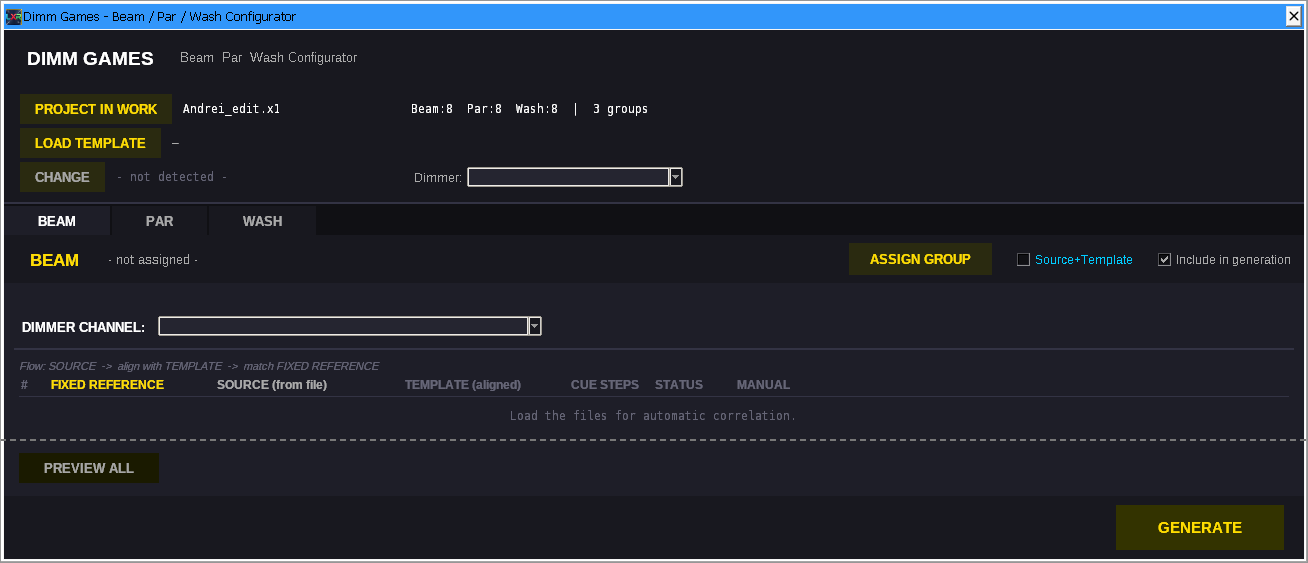 Dimm Games - Beam / Par / Wash Configurator
DIMM GAMES Beam Par Wash Configurator
PROJECT IN WORK Andrei_edit.x1 Beam:8 Par:8 Wash:8 | 3 groups
LOAD TEMPLATE –
CHANGE - not detected - Dimmer:
BEAM PAR WASH
BEAM - not assigned - ASSIGN GROUP Source+Template Include in generation
DIMMER CHANNEL:
Flow: SOURCE -> align with TEMPLATE -> match FIXED REFERENCE
# FIXED REFERENCE SOURCE (from file) TEMPLATE (aligned) CUE STEPS STATUS MANUAL
Load the files for automatic correlation.
PREVIEW ALL
GENERATE